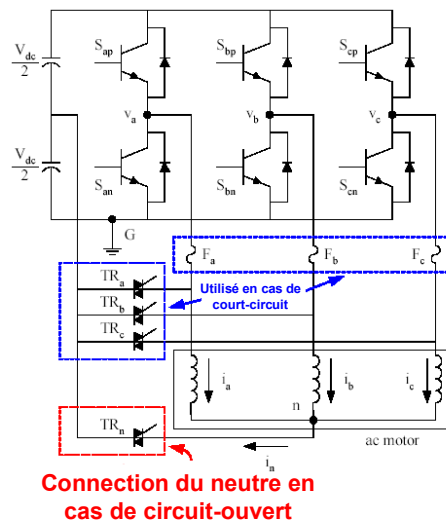 V_dc
2
S_ap
S_bp
S_cp
v_a
v_b
v_c
V_dc
2
S_an
S_bn
S_cn
G
F_a
F_b
F_c
TR_a
TR_b
TR_c
Utilisé en cas de
court-circuit
i_a
i_b
i_c
n
ac motor
TR_n
i_n
Connection du neutre en
cas de circuit-ouvert